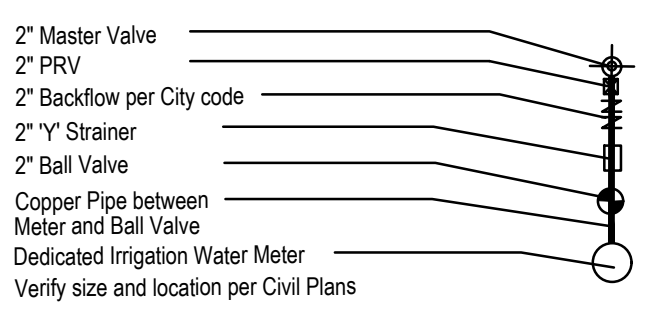 2" Master Valve
2" PRV
2" Backflow per City code
2" 'Y' Strainer
2" Ball Valve
Copper Pipe between
Meter and Ball Valve
Dedicated Irrigation Water Meter
Verify size and location per Civil Plans